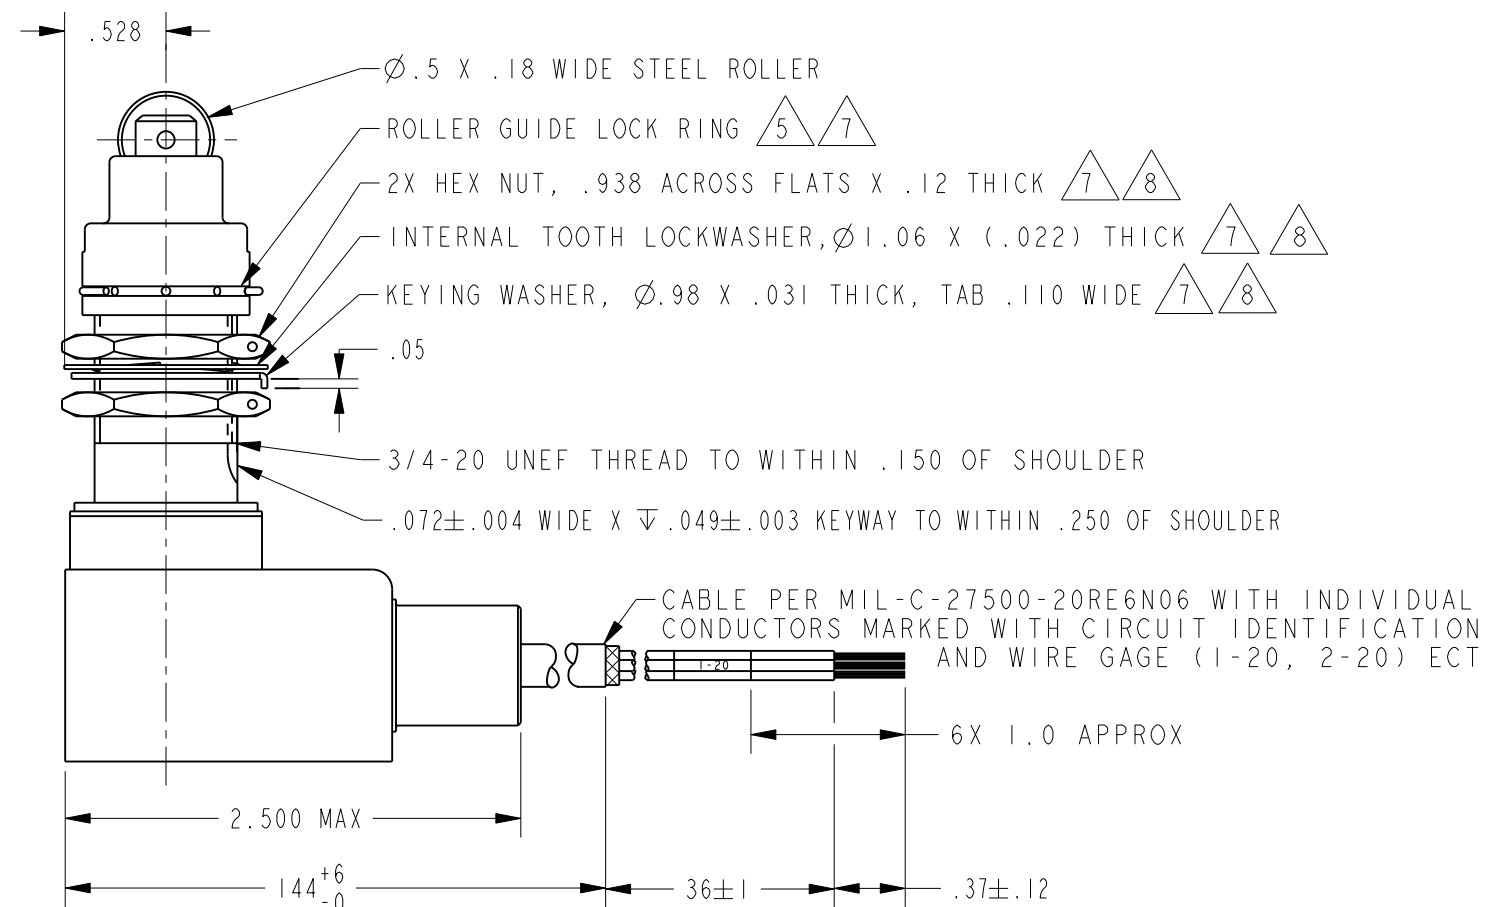 .528
Ø.5 X .18 WIDE STEEL ROLLER
ROLLER GUIDE LOCK RING 5 7
2X HEX NUT, .938 ACROSS FLATS X .12 THICK 7 8
INTERNAL TOOTH LOCKWASHER,Ø1.06 X (.022) THICK 7 8
KEYING WASHER, Ø.98 X .031 THICK, TAB .110 WIDE 7 8
.05
3/4-20 UNEF THREAD TO WITHIN .150 OF SHOULDER
.072±.004 WIDE X ↧.049±.003 KEYWAY TO WITHIN .250 OF SHOULDER
CABLE PER MIL-C-27500-20RE6N06 WITH INDIVIDUAL
CONDUCTORS MARKED WITH CIRCUIT IDENTIFICATION
AND WIRE GAGE (1-20, 2-20) ECT
1-20
6X 1.0 APPROX
2.500 MAX
144 +6 -0
36±1
.37±.12